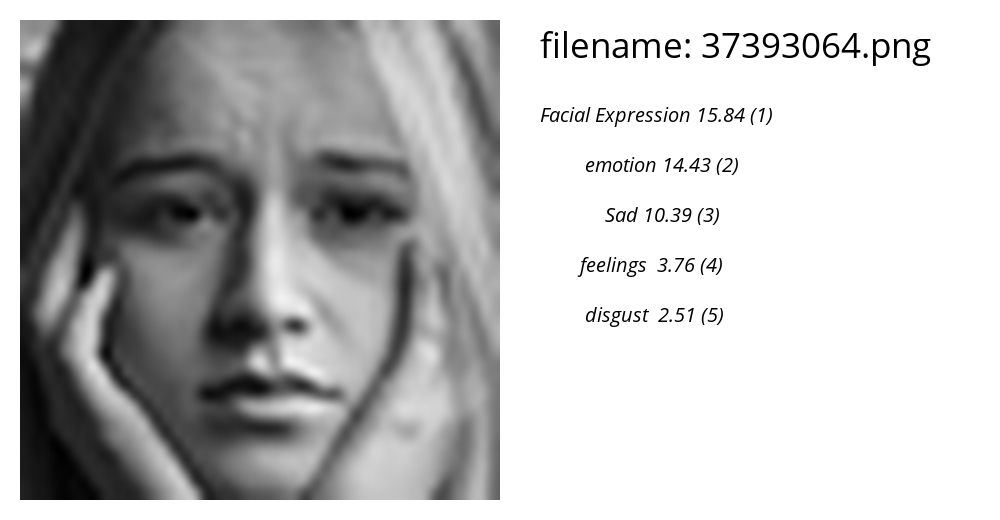 filename: 37393064.png
Facial Expression 15.84 (1)
emotion 14.43 (2)
Sad 10.39 (3)
feelings 3.76 (4)
disgust 2.51 (5)